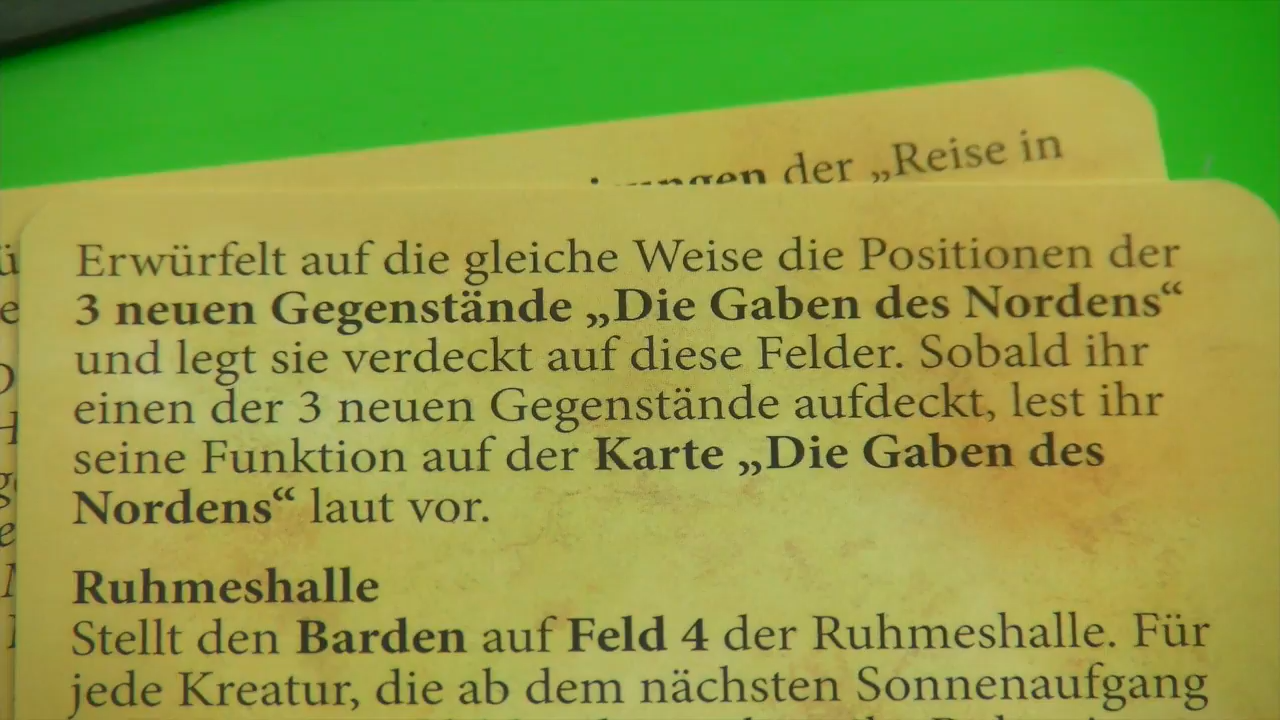 der „Reise in
Erwürfelt auf die gleiche Weise die Positionen der
3 neuen Gegenstände „Die Gaben des Nordens“
und legt sie verdeckt auf diese Felder. Sobald ihr
einen der 3 neuen Gegenstände aufdeckt, lest ihr
seine Funktion auf der Karte „Die Gaben des
Nordens“ laut vor.
Ruhmeshalle
Stellt den Barden auf Feld 4 der Ruhmeshalle. Für
jede Kreatur, die ab dem nächsten Sonnenaufgang